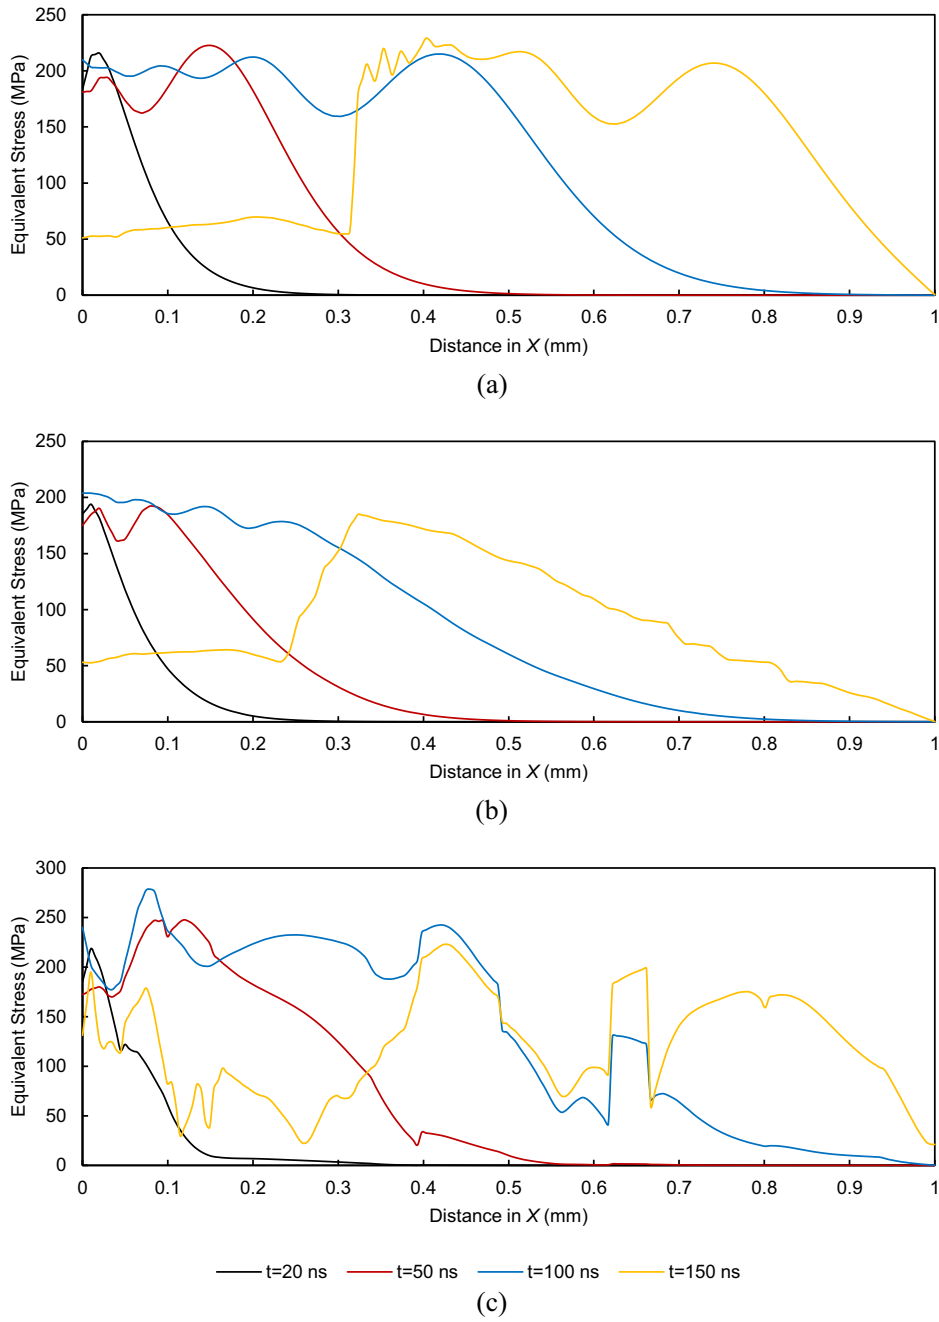 250
200
150
100
50
0
Equivalent Stress (MPa)
0 0.1 0.2 0.3 0.4 0.5 0.6 0.7 0.8 0.9 1
Distance in X (mm)
(a)
250
200
150
100
50
0
Equivalent Stress (MPa)
0 0.1 0.2 0.3 0.4 0.5 0.6 0.7 0.8 0.9 1
Distance in X (mm)
(b)
300
250
200
150
100
50
0
Equivalent Stress (MPa)
0 0.1 0.2 0.3 0.4 0.5 0.6 0.7 0.8 0.9 1
Distance in X (mm)
t=20 ns t=50 ns t=100 ns t=150 ns
(c)